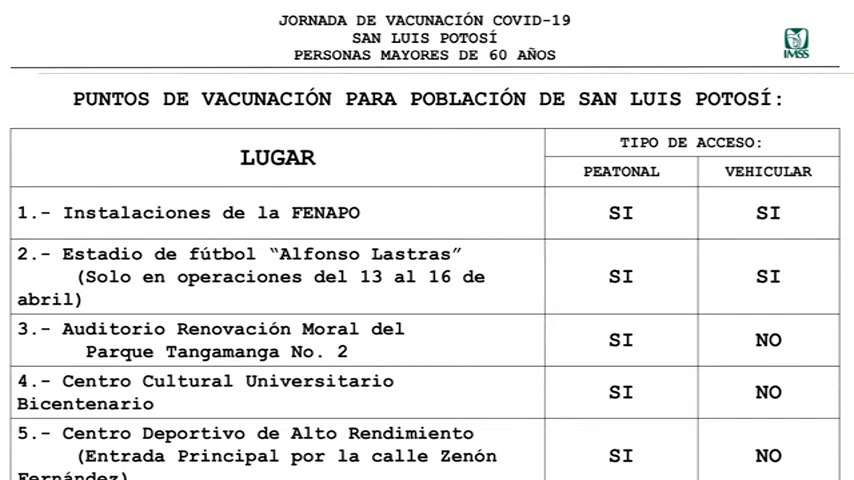 JORNADA DE VACUNACIÓN COVID-19
SAN LUIS POTOSÍ
PERSONAS MAYORES DE 60 AÑOS
IMSS
PUNTOS DE VACUNACIÓN PARA POBLACIÓN DE SAN LUIS POTOSÍ:
LUGAR
TIPO DE ACCESO:
PEATONAL VEHICULAR
1.- Instalaciones de la FENAPO SI SI
2.- Estadio de fútbol “Alfonso Lastras”
(Solo en operaciones del 13 al 16 de
abril) SI SI
3.- Auditorio Renovación Moral del
Parque Tangamanga No. 2 SI NO
4.- Centro Cultural Universitario
Bicentenario SI NO
5.- Centro Deportivo de Alto Rendimiento
(Entrada Principal por la calle Zenón
Fernández) SI NO